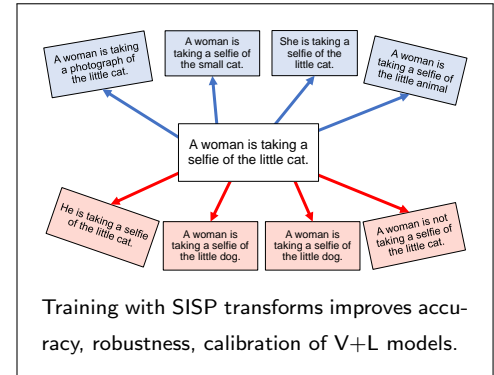 A woman is taking
a photograph of
the little cat.
A woman is
taking a selfie of
the small cat.
She is taking a
selfie of the
little cat.
A woman is
taking a selfie of
the little animal
A woman is taking a
selfie of the little cat.
He is taking a selfie
of the little cat.
A woman is
taking a selfie of
the little dog.
A woman is
taking a selfie of
the little dog.
A woman is not
taking a selfie of
the little cat.
Training with SISP transforms improves accu-
racy, robustness, calibration of V+L models.